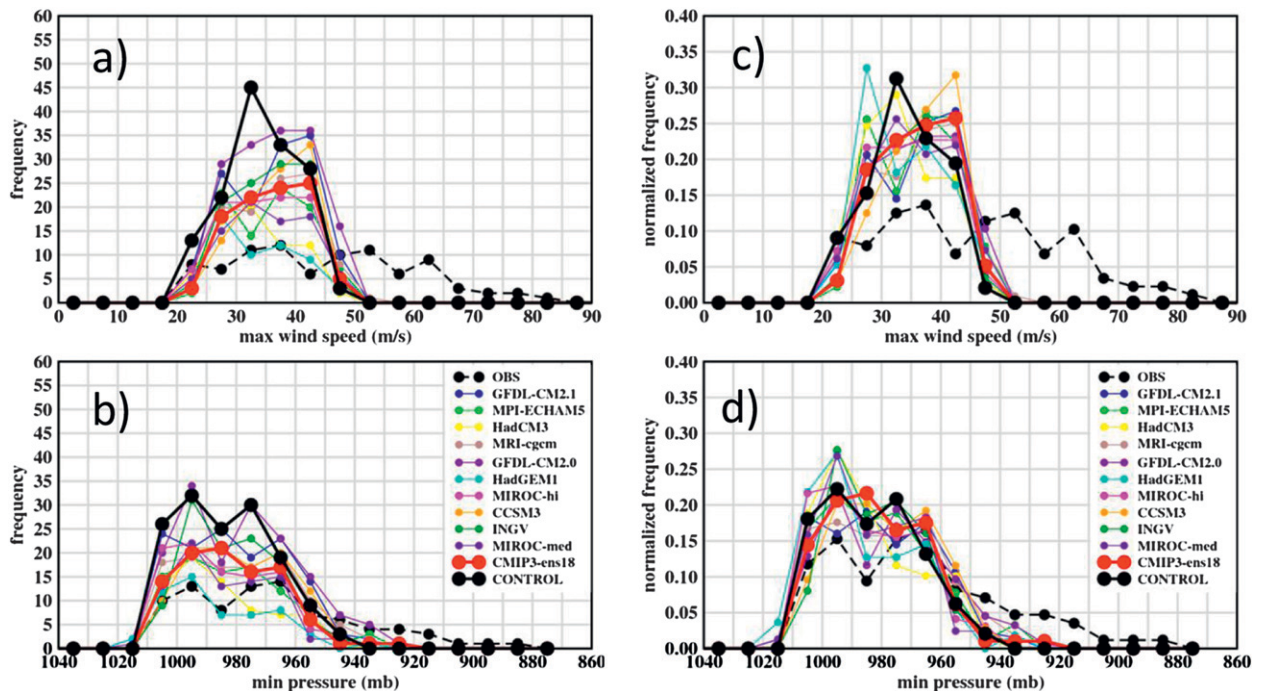 a)
60
55
50
45
40
35
30
25
20
15
10
5
0
frequency
0 10 20 30 40 50 60 70 80 90
max wind speed (m/s)
c)
0.40
0.35
0.30
0.25
0.20
0.15
0.10
0.05
0.00
normalized frequency
0 10 20 30 40 50 60 70 80 90
max wind speed (m/s)
b)
60
55
50
45
40
35
30
25
20
15
10
5
0
frequency
1040 1020 1000 980 960 940 920 900 880 860
min pressure (mb)
OBS
GFDL-CM2.1
MPI-ECHAM5
HadCM3
MRI-cgcm
GFDL-CM2.0
HadGEM1
MIROC-hi
CCSM3
INGV
MIROC-med
CMIP3-ens18
CONTROL
d)
0.40
0.35
0.30
0.25
0.20
0.15
0.10
0.05
0.00
normalized frequency
1040 1020 1000 980 960 940 920 900 880 860
min pressure (mb)
OBS
GFDL-CM2.1
MPI-ECHAM5
HadCM3
MRI-cgcm
GFDL-CM2.0
HadGEM1
MIROC-hi
CCSM3
INGV
MIROC-med
CMIP3-ens18
CONTROL